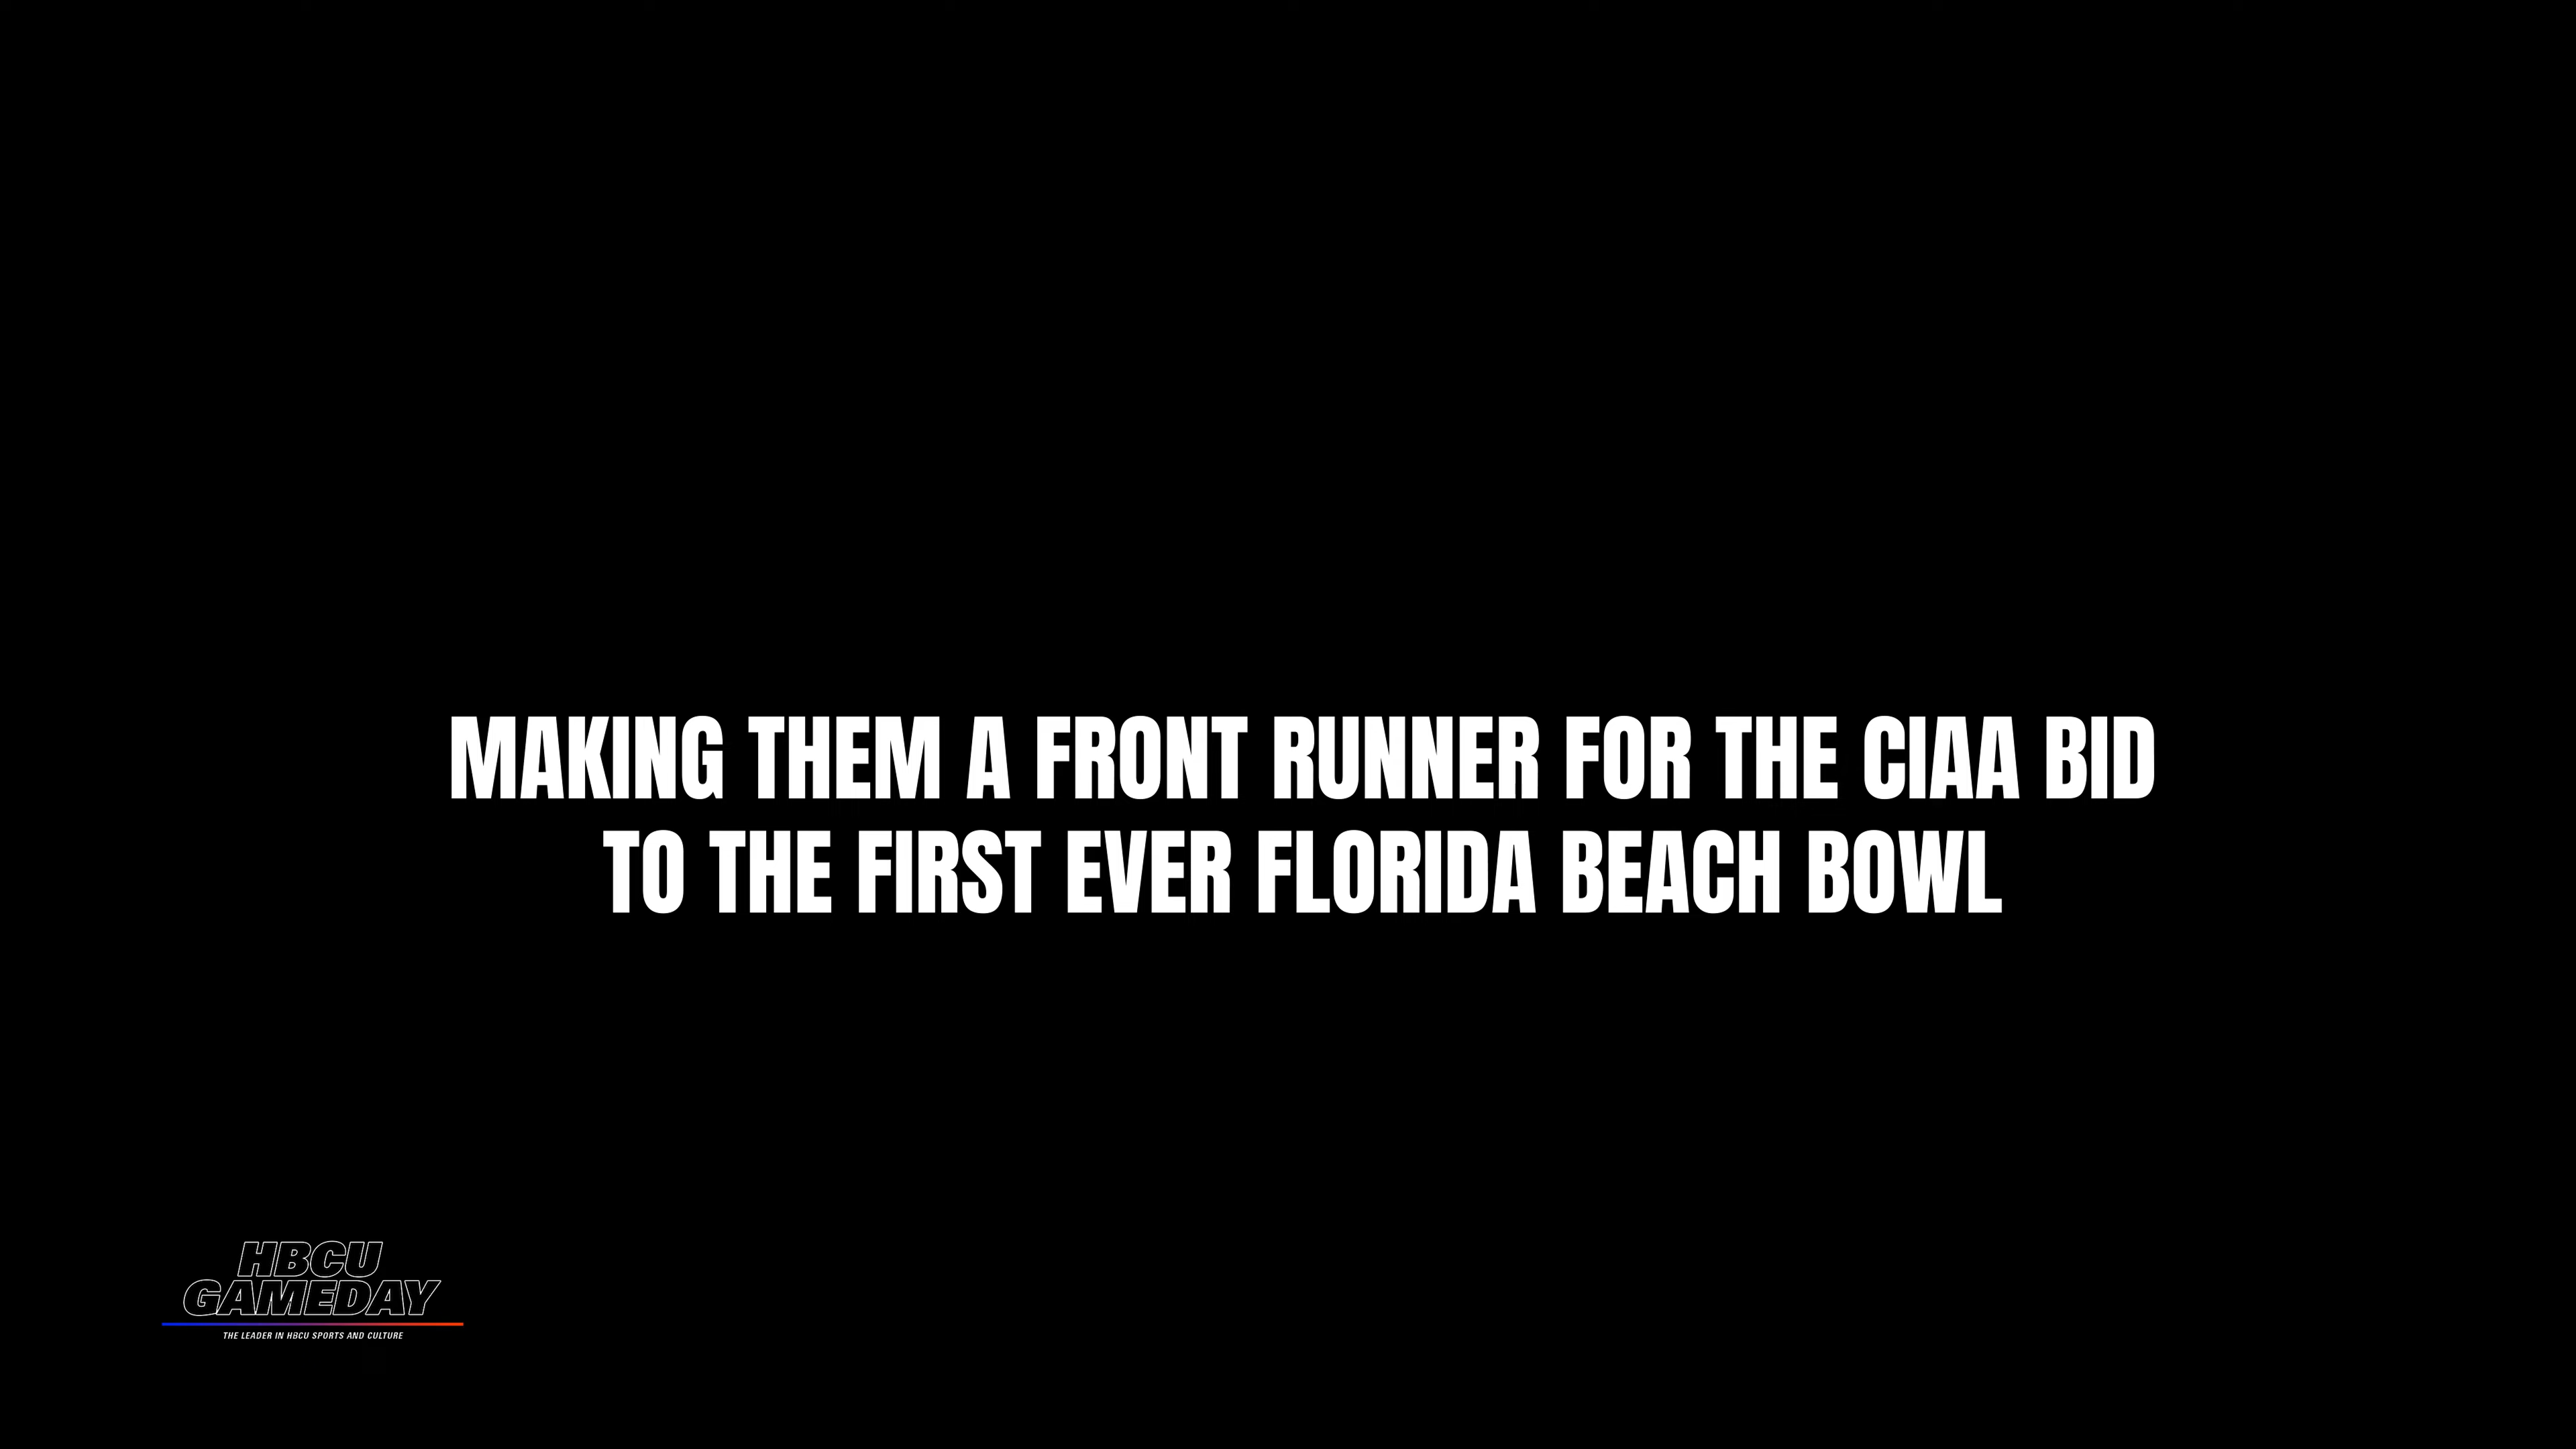 MAKING THEM A FRONT RUNNER FOR THE CIAA BID
TO THE FIRST EVER FLORIDA BEACH BOWL
HBCU
GAMEDAY
THE LEADER IN HBCU SPORTS AND CULTURE